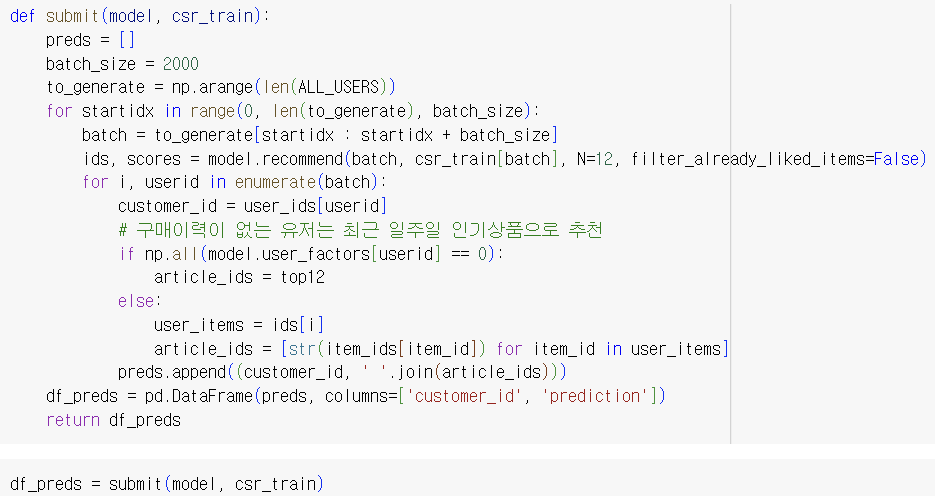 def submit(model, csr_train):
    preds = []
    batch_size = 2000
    to_generate = np.arange(len(ALL_USERS))
    for startidx in range(0, len(to_generate), batch_size):
        batch = to_generate[startidx : startidx + batch_size]
        ids, scores = model.recommend(batch, csr_train[batch], N=12, filter_already_liked_items=False)
        for i, userid in enumerate(batch):
            customer_id = user_ids[userid]
            # 구매이력이 없는 유저는 최근 일주일 인기상품으로 추천
            if np.all(model.user_factors[userid] == 0):
                article_ids = top12
            else:
                user_items = ids[i]
                article_ids = [str(item_ids[item_id]) for item_id in user_items]
            preds.append((customer_id, ' '.join(article_ids)))
    df_preds = pd.DataFrame(preds, columns=['customer_id', 'prediction'])
    return df_preds
df_preds = submit(model, csr_train)